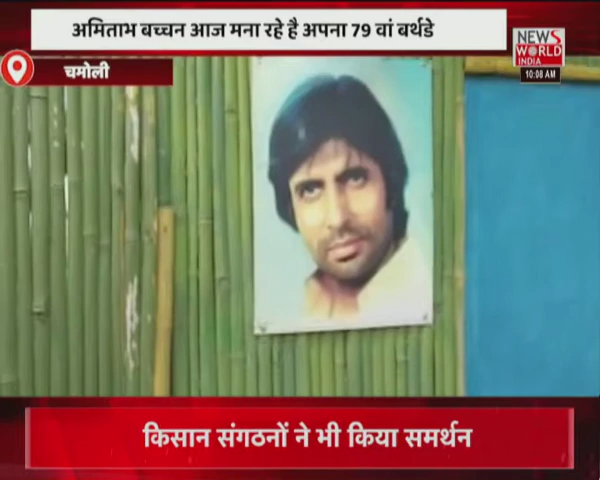 अमिताभ बच्चन आज मना रहे है अपना 79 वां बर्थडे
NEWS
WORLD
INDIA
10:08 AM
चमोली
किसान संगठनों ने भी किया समर्थन